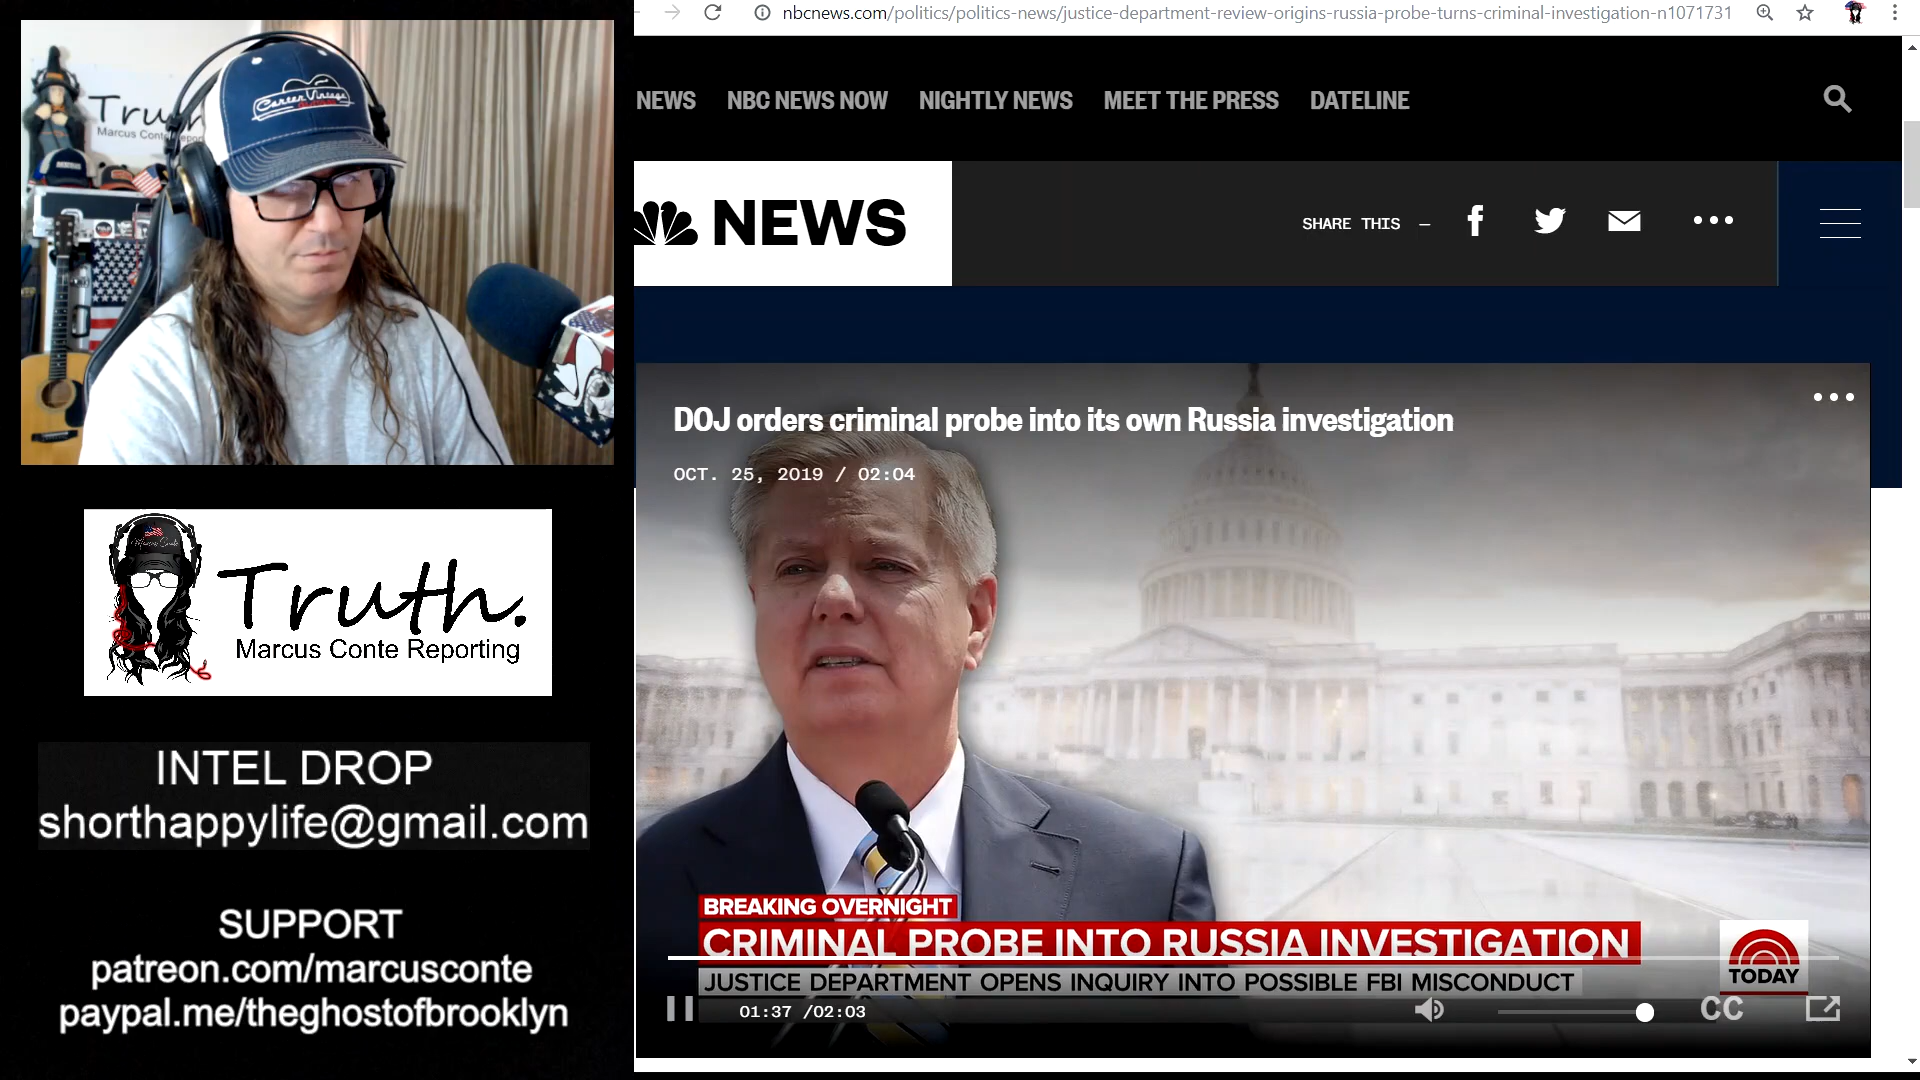 Truth.
Marcus Conte Reporting
INTEL DROP
shorthappylife@gmail.com
SUPPORT
patreon.com/marcusconte
paypal.me/theghostofbrooklyn
nbcnews.com/politics/politics-news/justice-department-review-origins-russia-probe-turns-criminal-investigation-n1071731
NEWS NBC NEWS NOW NIGHTLY NEWS MEET THE PRESS DATELINE
NEWS
SHARE THIS –
DOJ orders criminal probe into its own Russia investigation
OCT. 25, 2019 / 02:04
BREAKING OVERNIGHT
CRIMINAL PROBE INTO RUSSIA INVESTIGATION
JUSTICE DEPARTMENT OPENS INQUIRY INTO POSSIBLE FBI MISCONDUCT
TODAY
01:37 /02:03
CC